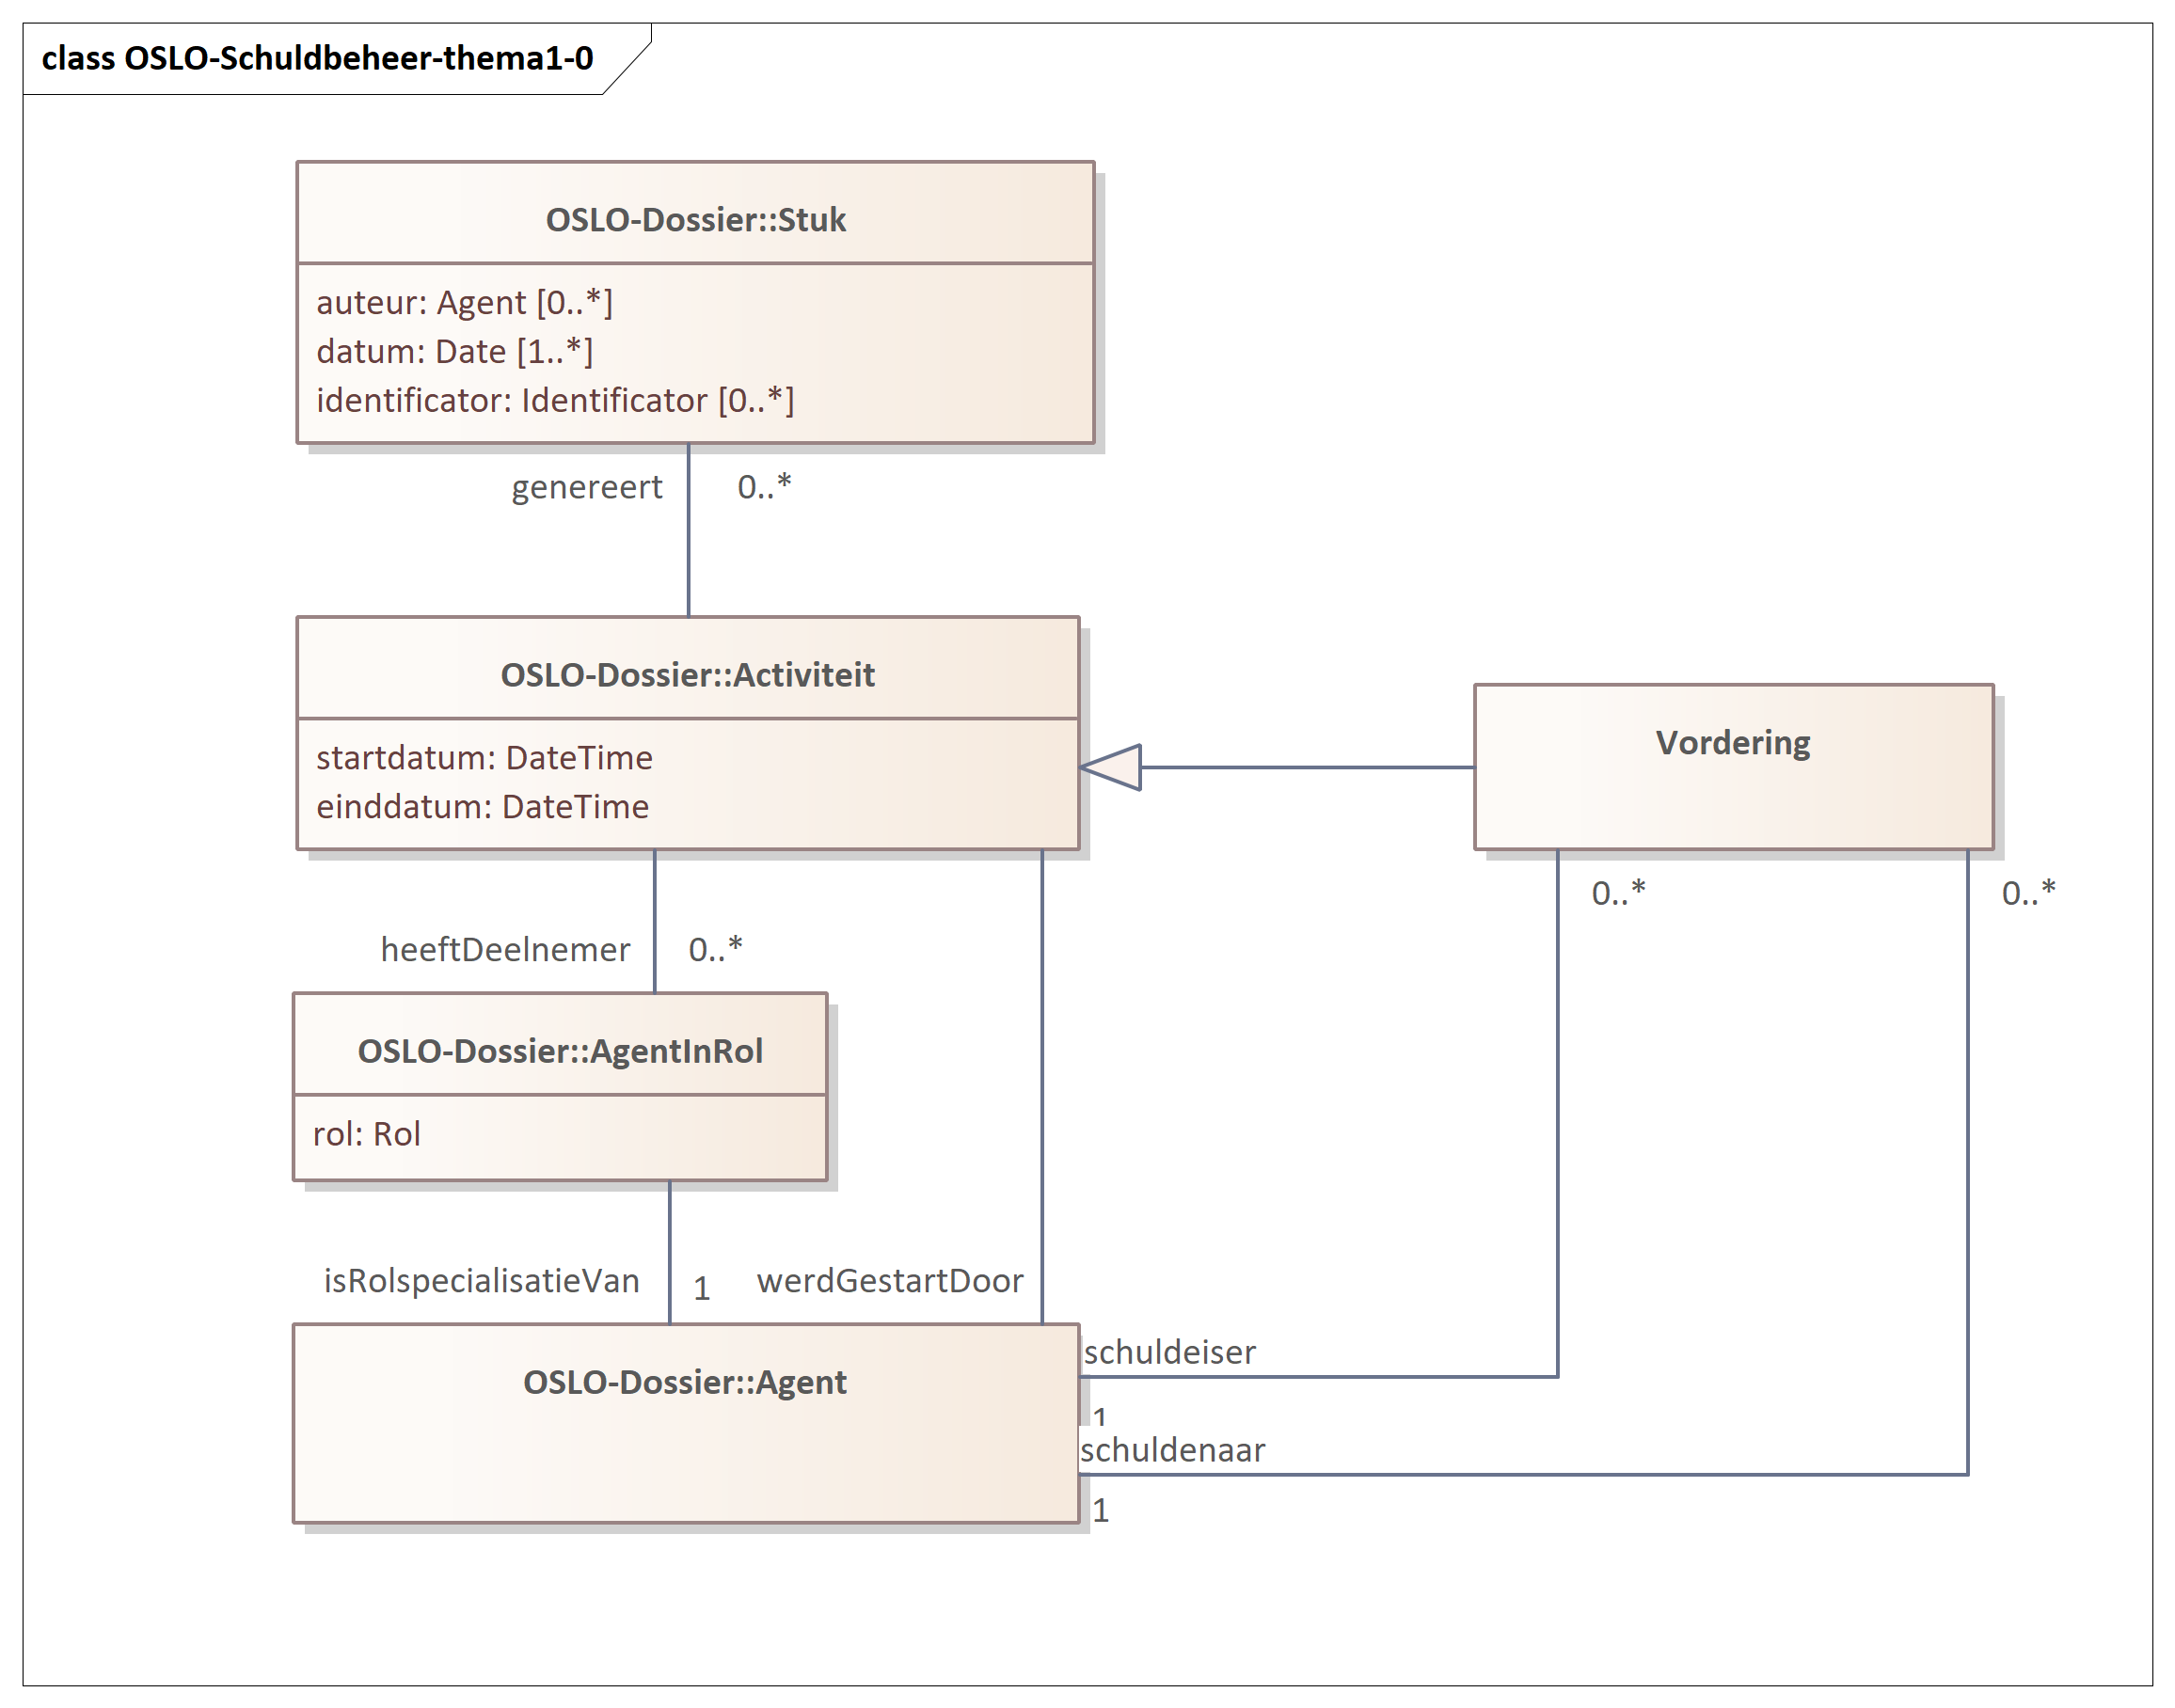 class OSLO-Schuldbeheer-thema1-0
OSLO-Dossier::Stuk
auteur: Agent [0..*]
datum: Date [1..*]
identificator: Identificator [0..*]
genereert 0..*
OSLO-Dossier::Activiteit
startdatum: DateTime
einddatum: DateTime
Vordering
0..* 0..*
heeftDeelnemer 0..*
OSLO-Dossier::AgentInRol
rol: Rol
isRolspecialisatieVan 1 werdGestartDoor
OSLO-Dossier::Agent
schuldeiser
1
schuldenaar
1